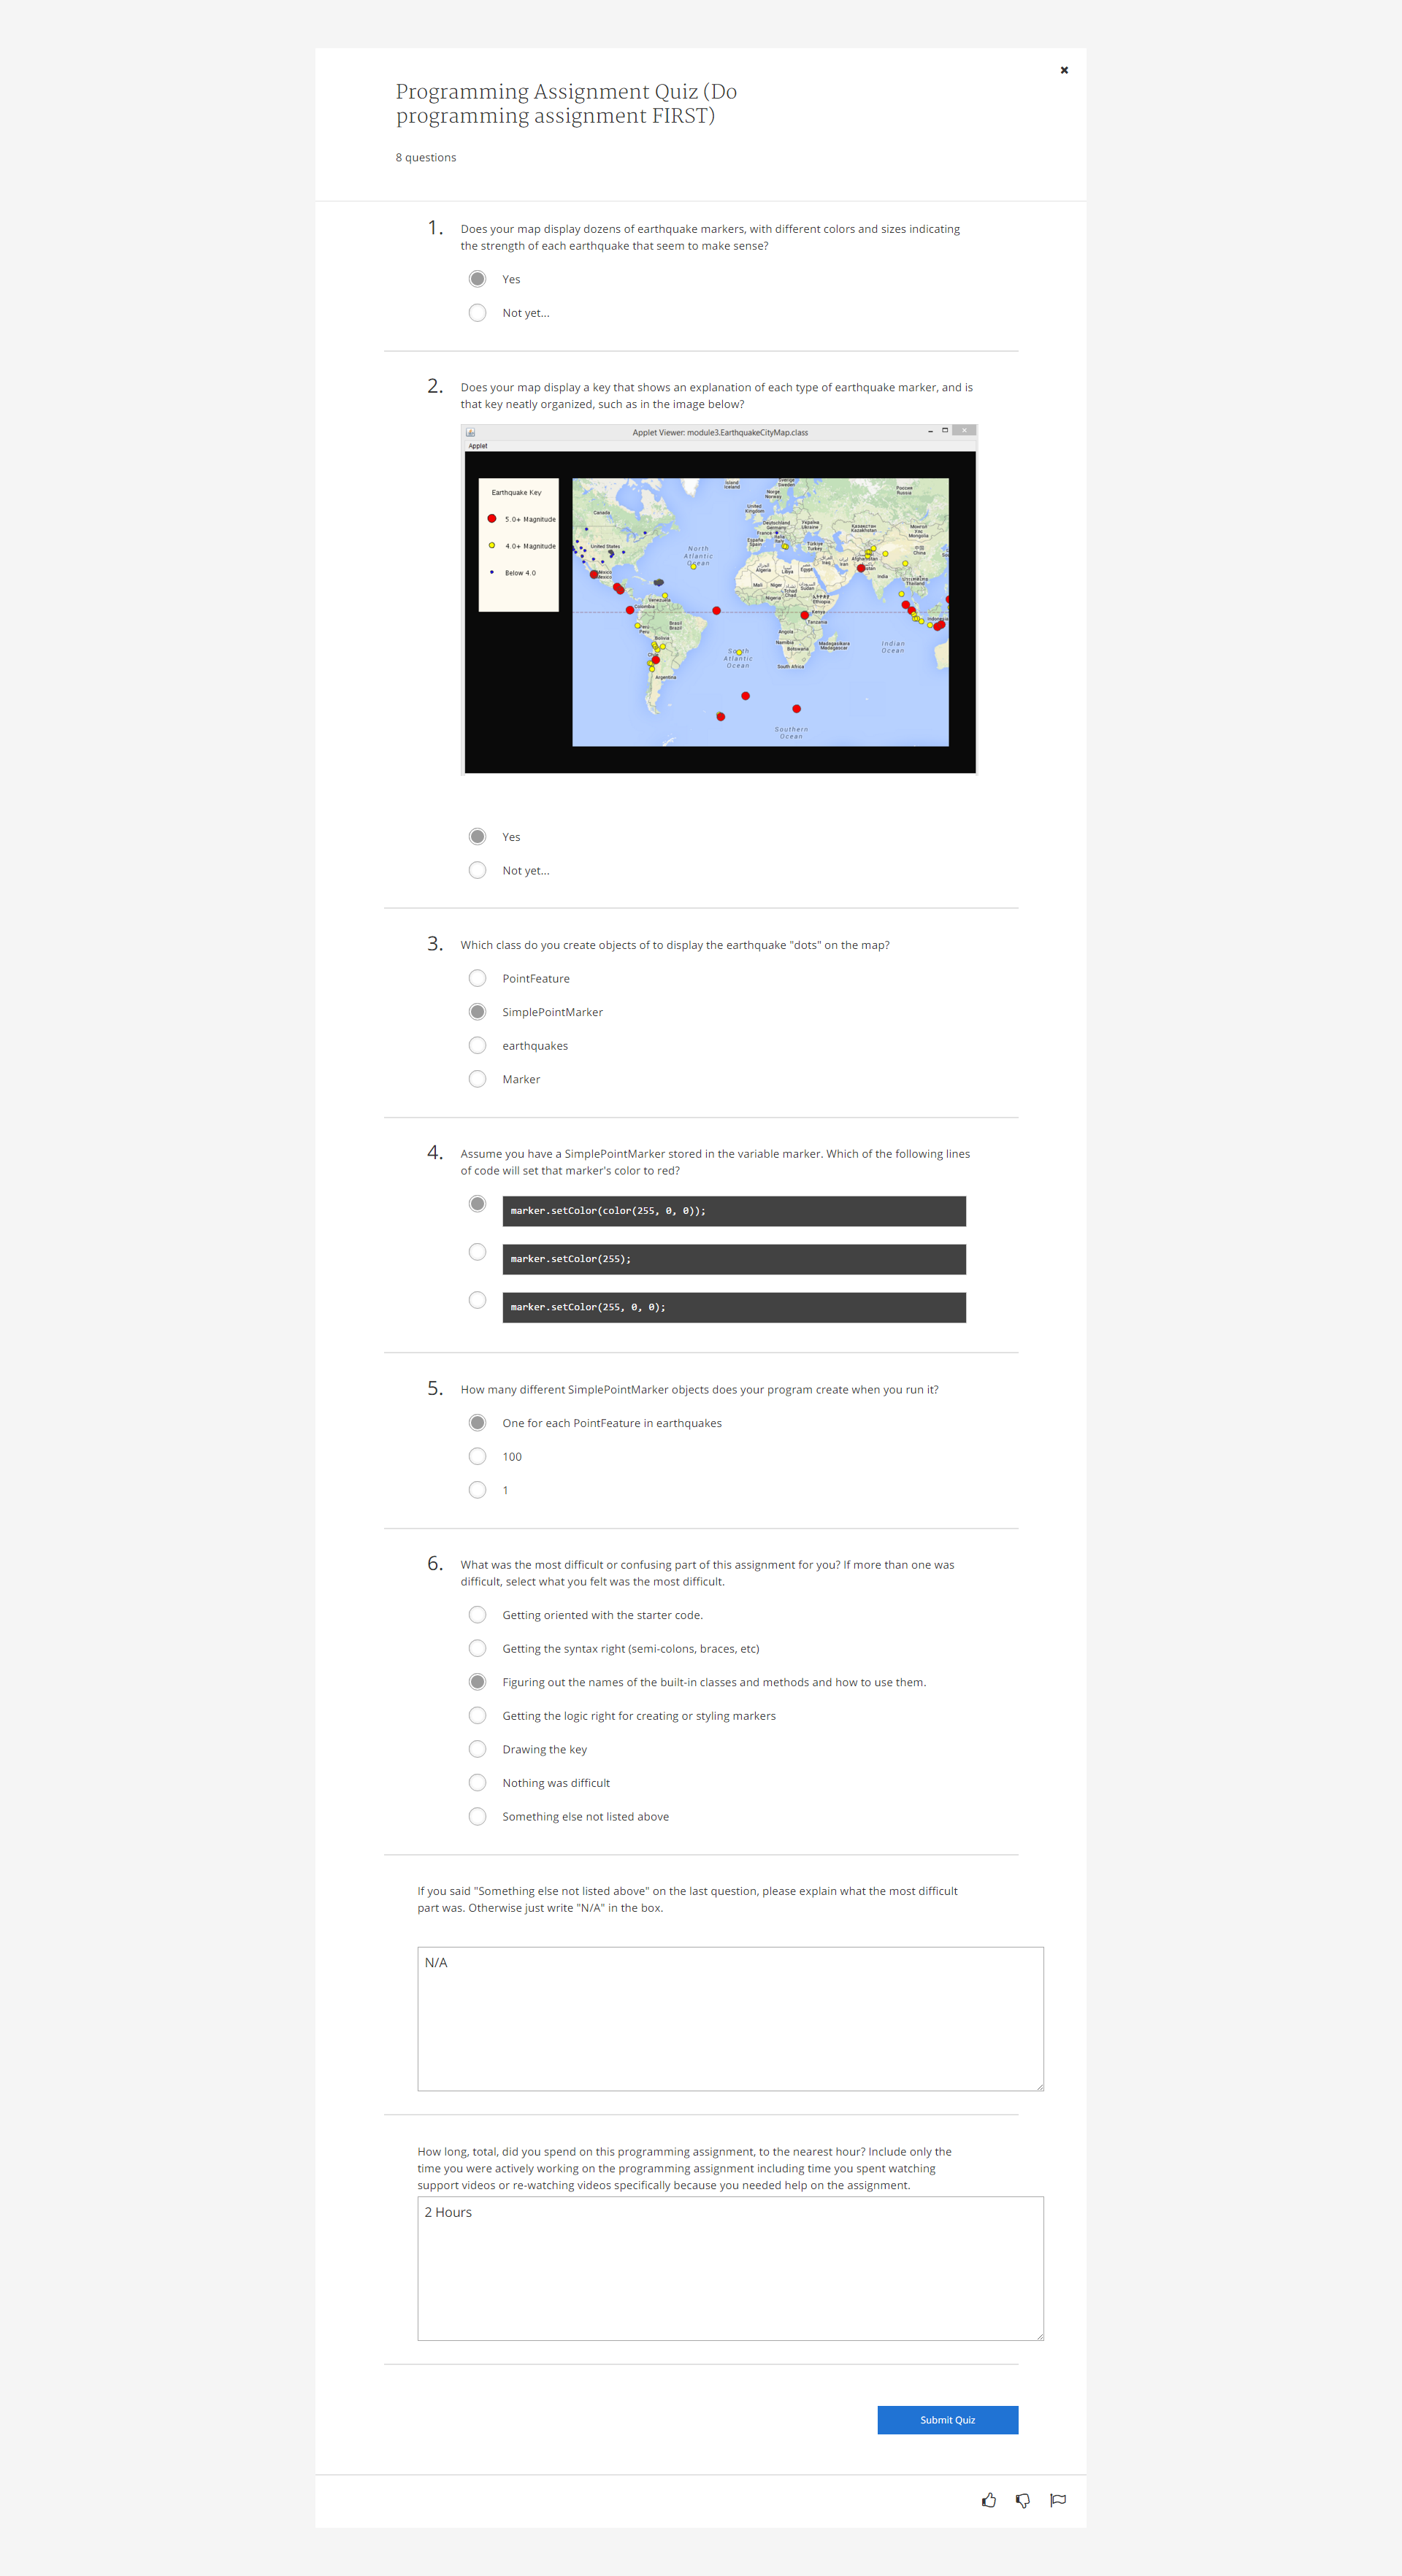 Programming Assignment Quiz (Do
programming assignment FIRST)
8 questions
1.
Does your map display dozens of earthquake markers, with different colors and sizes indicating
the strength of each earthquake that seem to make sense?
Yes
Not yet...
2.
Does your map display a key that shows an explanation of each type of earthquake marker, and is
that key neatly organized, such as in the image below?
Applet Viewer: module3.EarthquakeCityMap.class
Applet
Earthquake Key
5.0+ Magnitude
4.0+ Magnitude
Below 4.0
Canada
United States
North
Atlantic
Ocean
Venezuela
Colombia
Brasil
Brazil
Bolivia
Argentina
South
Atlantic
Ocean
South Africa
Indian
Ocean
Southern
Ocean
Yes
Not yet...
3.
Which class do you create objects of to display the earthquake "dots" on the map?
PointFeature
SimplePointMarker
earthquakes
Marker
4.
Assume you have a SimplePointMarker stored in the variable marker. Which of the following lines
of code will set that marker's color to red?
marker.setColor(color(255, 0, 0));
marker.setColor(255);
marker.setColor(255, 0, 0);
5.
How many different SimplePointMarker objects does your program create when you run it?
One for each PointFeature in earthquakes
100
1
6.
What was the most difficult or confusing part of this assignment for you? If more than one was
difficult, select what you felt was the most difficult.
Getting oriented with the starter code.
Getting the syntax right (semi-colons, braces, etc)
Figuring out the names of the built-in classes and methods and how to use them.
Getting the logic right for creating or styling markers
Drawing the key
Nothing was difficult
Something else not listed above
If you said "Something else not listed above" on the last question, please explain what the most difficult
part was. Otherwise just write "N/A" in the box.
N/A
How long, total, did you spend on this programming assignment, to the nearest hour? Include only the
time you were actively working on the programming assignment including time you spent watching
support videos or re-watching videos specifically because you needed help on the assignment.
2 Hours
Submit Quiz